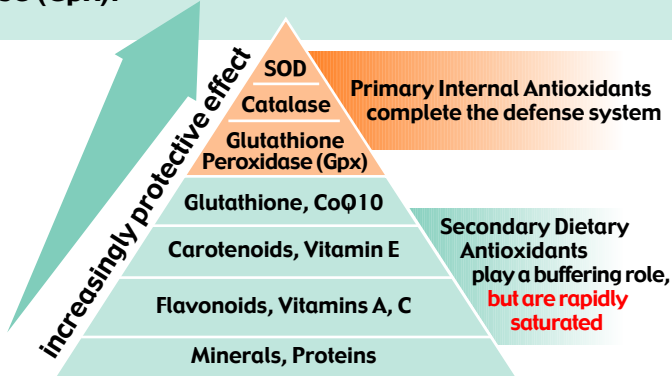 SOD
Catalase
Glutathione
Peroxidase (Gpx)
Glutathione, CoQ10
Carotenoids, Vitamin E
Flavonoids, Vitamins A, C
Minerals, Proteins
increasingly protective effect
Primary Internal Antioxidants
complete the defense system
Secondary Dietary
Antioxidants
play a buffering role,
but are rapidly
saturated